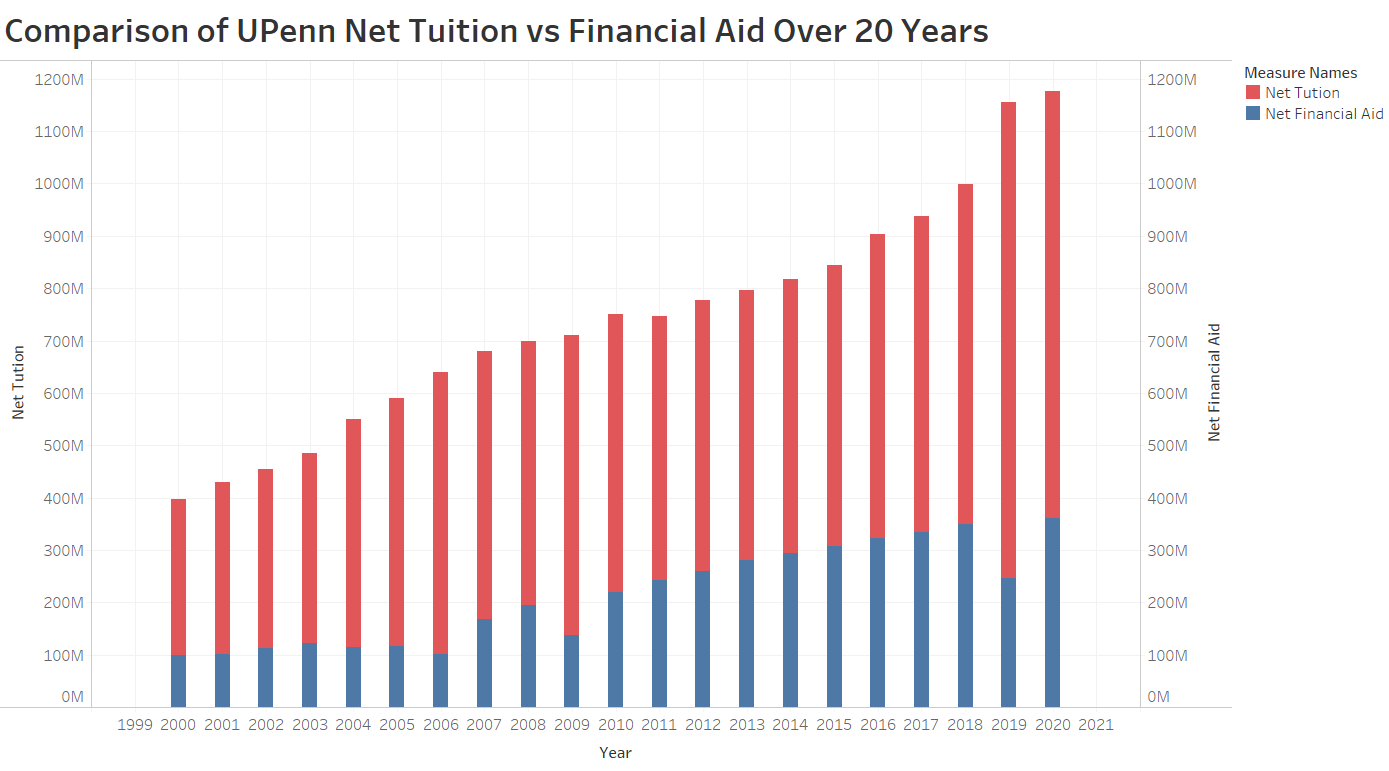 Comparison of UPenn Net Tuition vs Financial Aid Over 20 Years
Measure Names
Net Tution
Net Financial Aid
1200M
1100M
1000M
900M
800M
700M
600M
500M
400M
300M
200M
100M
0M
Net Tution
1200M
1100M
1000M
900M
800M
700M
600M
500M
400M
300M
200M
100M
0M
Net Financial Aid
1999 2000 2001 2002 2003 2004 2005 2006 2007 2008 2009 2010 2011 2012 2013 2014 2015 2016 2017 2018 2019 2020 2021
Year